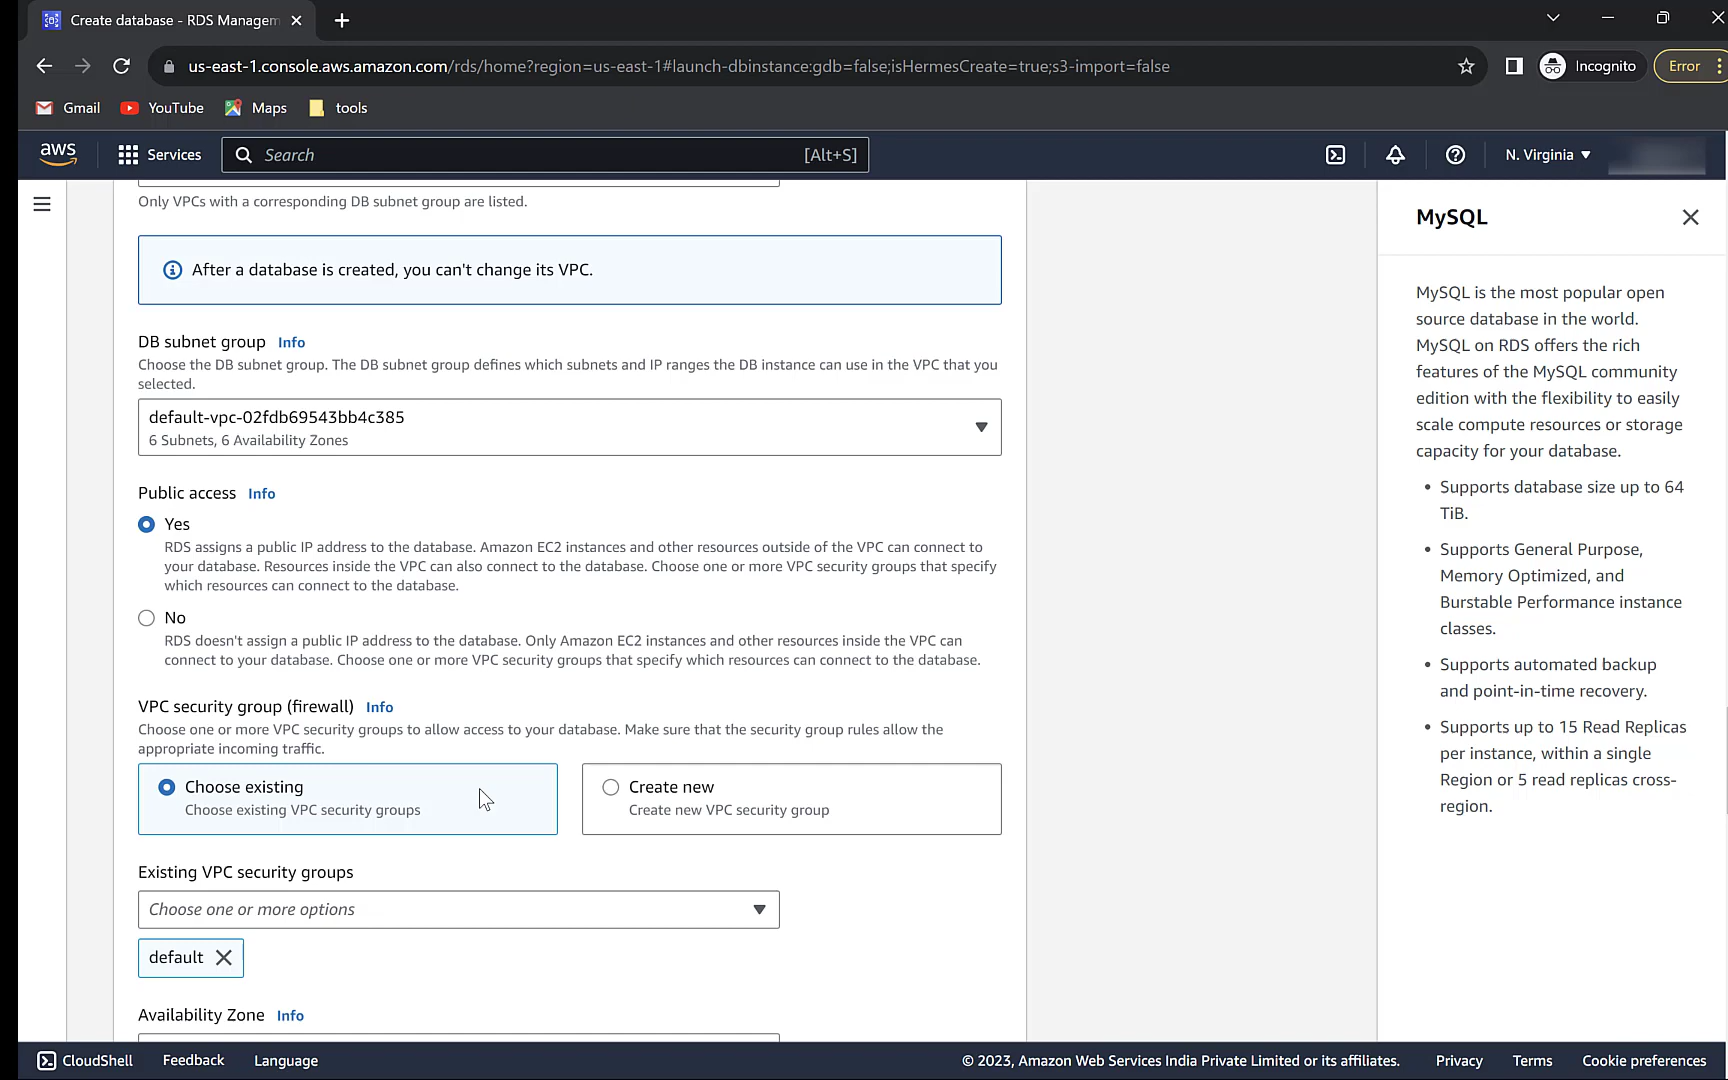 Create database - RDS Managem
us-east-1.console.aws.amazon.com/rds/home?region=us-east-1#launch-dbinstance:gdb=false;isHermesCreate=true;s3-import=false
Incognito
Error
Gmail
YouTube
Maps
tools
aws
Services
Search
[Alt+S]
N. Virginia
Only VPCs with a corresponding DB subnet group are listed.
After a database is created, you can't change its VPC.
DB subnet group Info
Choose the DB subnet group. The DB subnet group defines which subnets and IP ranges the DB instance can use in the VPC that you
selected.
default-vpc-02fdb69543bb4c385
6 Subnets, 6 Availability Zones
Public access Info
Yes
RDS assigns a public IP address to the database. Amazon EC2 instances and other resources outside of the VPC can connect to
your database. Resources inside the VPC can also connect to the database. Choose one or more VPC security groups that specify
which resources can connect to the database.
No
RDS doesn't assign a public IP address to the database. Only Amazon EC2 instances and other resources inside the VPC can
connect to your database. Choose one or more VPC security groups that specify which resources can connect to the database.
VPC security group (firewall) Info
Choose one or more VPC security groups to allow access to your database. Make sure that the security group rules allow the
appropriate incoming traffic.
Choose existing
Choose existing VPC security groups
Create new
Create new VPC security group
Existing VPC security groups
Choose one or more options
default
Availability Zone Info
MySQL
MySQL is the most popular open
source database in the world.
MySQL on RDS offers the rich
features of the MySQL community
edition with the flexibility to easily
scale compute resources or storage
capacity for your database.
• Supports database size up to 64
TiB.
• Supports General Purpose,
Memory Optimized, and
Burstable Performance instance
classes.
• Supports automated backup
and point-in-time recovery.
• Supports up to 15 Read Replicas
per instance, within a single
Region or 5 read replicas cross-
region.
CloudShell
Feedback
Language
© 2023, Amazon Web Services India Private Limited or its affiliates.
Privacy
Terms
Cookie preferences